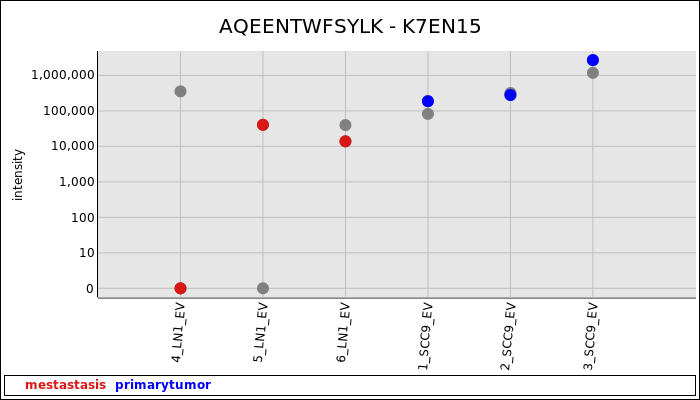 AQEENTWFSYLK - K7EN15
intensity
1,000,000
100,000
10,000
1,000
100
10
0
4_LN1_EV
5_LN1_EV
6_LN1_EV
1_SCC9_EV
2_SCC9_EV
3_SCC9_EV
mestastasis primarytumor